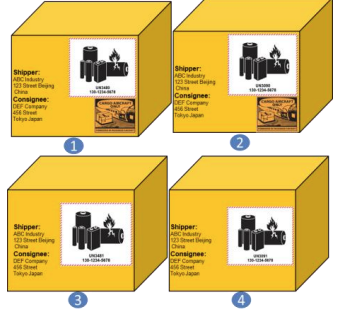 Shipper:
ABC Industry
123 Street Beijing
China
Consignee:
DEF Company
456 Street
Tokyo Japan
UN3480
130-1234-5678
CARGO AIRCRAFT
ONLY
1
Shipper:
ABC Industry
123 Street Beijing
China
Consignee:
DEF Company
456 Street
Tokyo Japan
UN3090
130-1234-5678
CARGO AIRCRAFT
ONLY
2
Shipper:
ABC Industry
123 Street Beijing
China
Consignee:
DEF Company
456 Street
Tokyo Japan
UN3481
130-1234-5678
3
Shipper:
ABC Industry
123 Street Beijing
China
Consignee:
DEF Company
456 Street
Tokyo Japan
UN3091
130-1234-5678
4